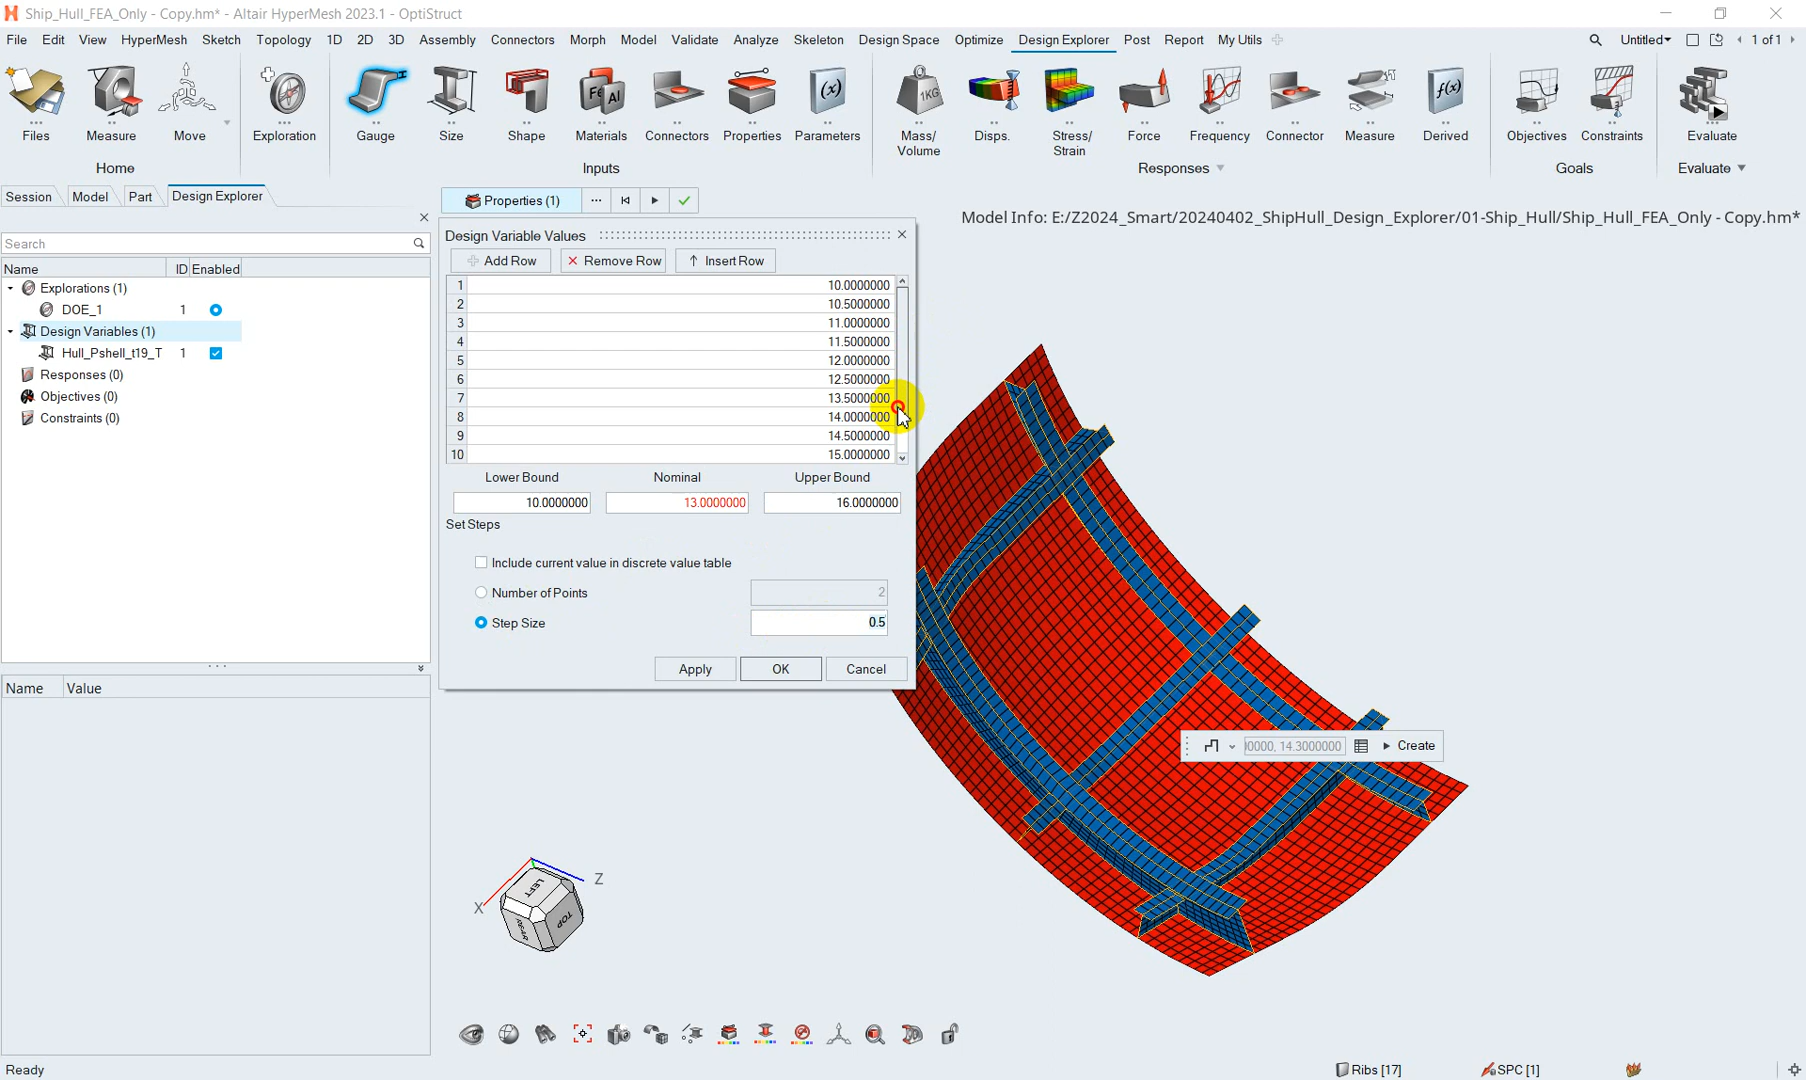 Ship_Hull_FEA_Only - Copy.hm* - Altair HyperMesh 2023.1 - OptiStruct
File Edit View HyperMesh Sketch Topology 1D 2D 3D Assembly Connectors Morph Model Validate Analyze Skeleton Design Space Optimize Design Explorer Post Report My Utils Untitled 1 of 1
Files Measure Move Exploration Gauge Size Shape Materials Connectors Properties Parameters Mass/ Volume Disps. Stress/ Strain Force Frequency Connector Measure Derived Objectives Constraints Evaluate
Home Inputs Responses Goals Evaluate
Session Model Part Design Explorer
Properties (1)
Model Info: E:/Z2024_Smart/20240402_ShipHull_Design_Explorer/01-Ship_Hull/Ship_Hull_FEA_Only - Copy.hm*
Search
Name ID Enabled
Explorations (1)
DOE_1 1
Design Variables (1)
Hull_Pshell_t19_T 1
Responses (0)
Objectives (0)
Constraints (0)
Name Value
Design Variable Values
Add Row Remove Row Insert Row
1 10.0000000
2 10.5000000
3 11.0000000
4 11.5000000
5 12.0000000
6 12.5000000
7 13.5000000
8 14.0000000
9 14.5000000
10 15.0000000
Lower Bound Nominal Upper Bound
10.0000000 13.0000000 16.0000000
Set Steps
Include current value in discrete value table
Number of Points 2
Step Size 0.5
Apply OK Cancel
0000, 14.3000000 Create
X Z
LEFT
TOP
REAR
Ready Ribs [17] SPC [1]